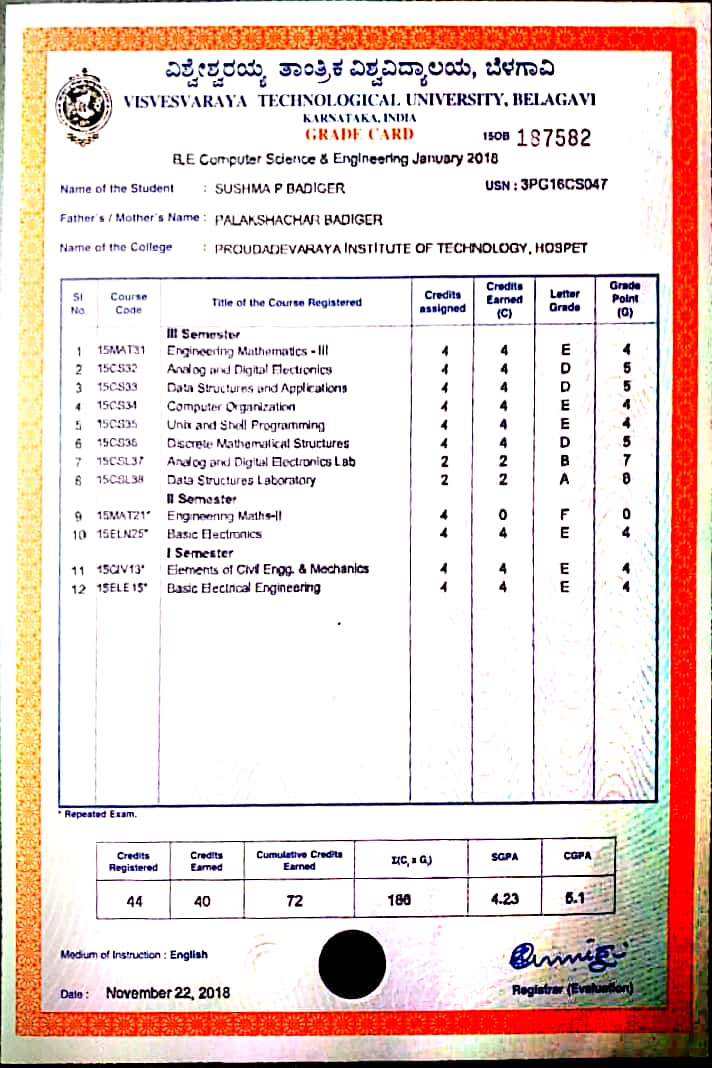 ವಿಶ್ವೇಶ್ವರಯ್ಯ ತಾಂತ್ರಿಕ ವಿಶ್ವವಿದ್ಯಾಲಯ, ಬೆಳಗಾವಿ
VISVESVARAYA TECHNOLOGICAL UNIVERSITY, BELAGAVI
KARNATAKA, INDIA
GRADE CARD
ISOB 187582
B.E Computer Science & Engineering January 2018
Name of the Student : SUSHMA P BADIGER USN : 3PG16CS047
Father's / Mother's Name : PALAKSHACHAR BADIGER
Name of the College : PROUDADEVARAYA INSTITUTE OF TECHNOLOGY, HOSPET
Sl No. Course Code Title of the Course Registered Credits assigned Credits Earned (C) Letter Grade Grade Point (G)
III Semester
1 15MAT31 Engineering Mathematics - III 4 4 E 4
2 15CS32 Analog and Digital Electronics 4 4 D 5
3 15CS33 Data Structures and Applications 4 4 D 5
4 15CS34 Computer Organization 4 4 E 4
5 15CS35 Unix and Shell Programming 4 4 E 4
6 15CS36 Discrete Mathematical Structures 4 4 D 5
7 15CSL37 Analog and Digital Electronics Lab 2 2 B 7
8 15CSL38 Data Structures Laboratory 2 2 A 8
II Semester
9 15MAT21* Engineering Maths-II 4 0 F 0
10 15ELN25* Basic Electronics 4 4 E 4
I Semester
11 15CIV13* Elements of Civil Engg. & Mechanics 4 4 E 4
12 15ELE15* Basic Electrical Engineering 4 4 E 4
* Repeated Exam.
Credits Registered Credits Earned Cumulative Credits Earned Σ(Cᵢ x Gᵢ) SGPA CGPA
44 40 72 186 4.23 5.1
Medium of Instruction : English
Date : November 22, 2018
Registrar (Evaluation)